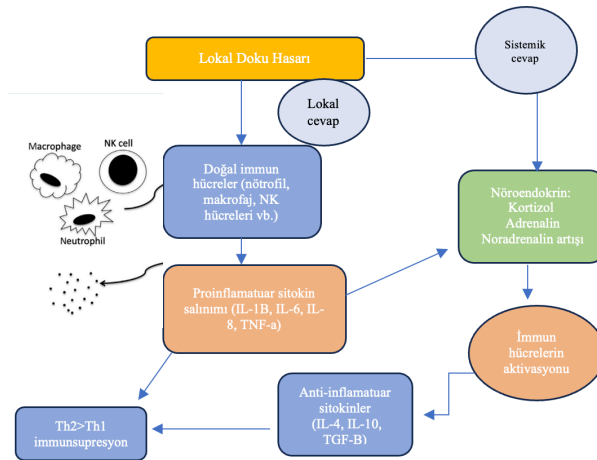 Lokal Doku Hasarı
Sistemik
cevap
Lokal
cevap
Macrophage
NK cell
Neutrophil
Doğal immun
hücreler (nötrofil,
makrofaj, NK
hücreleri vb.)
Nöroendokrin:
Kortizol
Adrenalin
Noradrenalin artışı
Proinflamatuar sitokin
salınımı (IL-1B, IL-6, IL-
8, TNF-a)
İmmun
hücrelerin
aktivasyonu
Anti-inflamatuar
sitokinler
(IL-4, IL-10,
TGF-B)
Th2>Th1
immunsupresyon